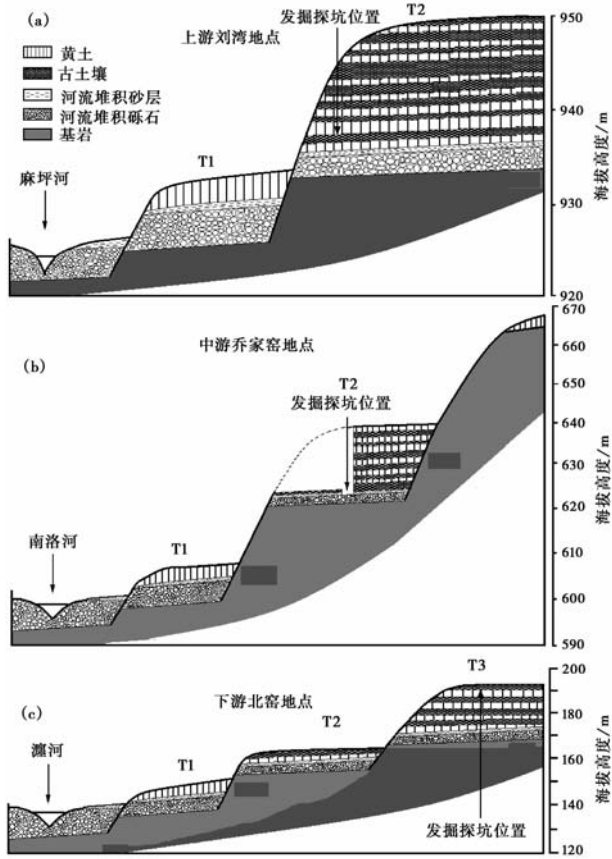 (a)
上游刘湾地点
黄土
古土壤
河流堆积砂层
河流堆积砾石
基岩
发掘探坑位置
T2
T1
麻坪河
950
940
930
920
海拔高度/m
(b)
中游乔家窑地点
T2
发掘探坑位置
南洛河
T1
670
660
650
640
630
620
610
600
590
海拔高度/m
(c)
下游北窑地点
T3
T2
T1
瀍河
发掘探坑位置
200
180
160
140
120
海拔高度/m